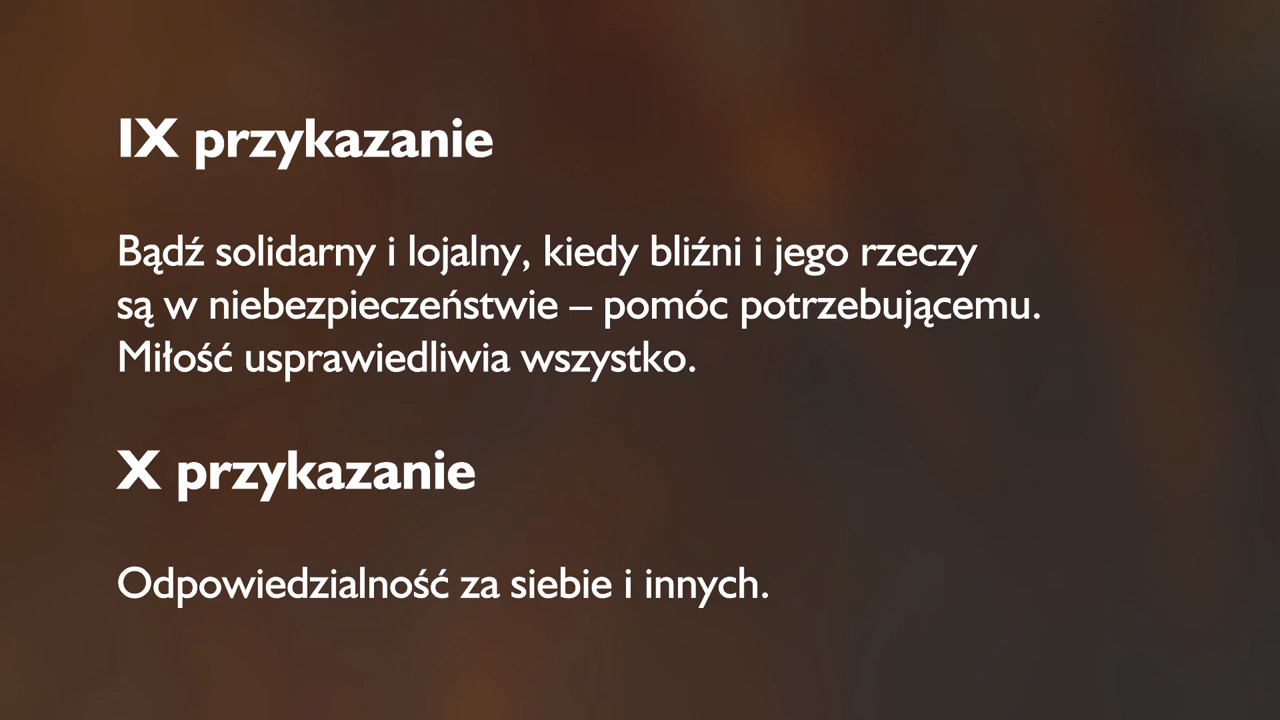 IX przykazanie
Bądź solidarny i lojalny, kiedy bliźni i jego rzeczy
są w niebezpieczeństwie – pomóc potrzebującemu.
Miłość usprawiedliwia wszystko.
X przykazanie
Odpowiedzialność za siebie i innych.